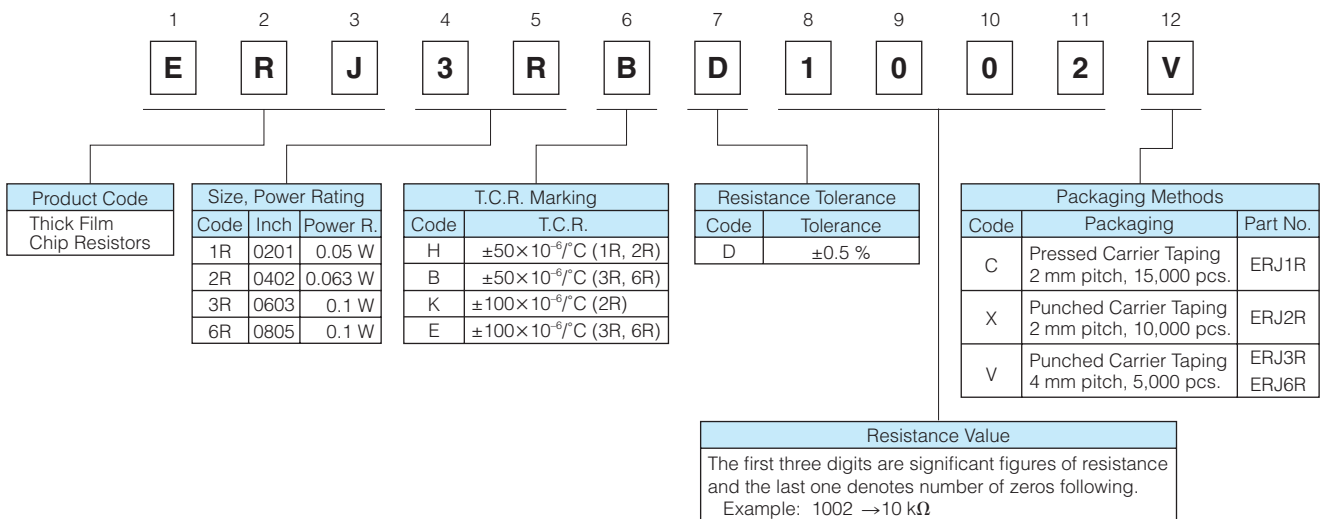 1 2 3 4 5 6 7 8 9 10 11 12
E R J 3 R B D 1 0 0 2 V
Product Code
Thick Film
Chip Resistors
Size, Power Rating
Code Inch Power R.
1R 0201 0.05 W
2R 0402 0.063 W
3R 0603 0.1 W
6R 0805 0.1 W
T.C.R. Marking
Code T.C.R.
H ±50×10⁻⁶/°C (1R, 2R)
B ±50×10⁻⁶/°C (3R, 6R)
K ±100×10⁻⁶/°C (2R)
E ±100×10⁻⁶/°C (3R, 6R)
Resistance Tolerance
Code Tolerance
D ±0.5 %
Packaging Methods
Code Packaging Part No.
C Pressed Carrier Taping
2 mm pitch, 15,000 pcs. ERJ1R
X Punched Carrier Taping
2 mm pitch, 10,000 pcs. ERJ2R
V Punched Carrier Taping ERJ3R
4 mm pitch, 5,000 pcs. ERJ6R
Resistance Value
The first three digits are significant figures of resistance
and the last one denotes number of zeros following.
Example: 1002 →10 kΩ